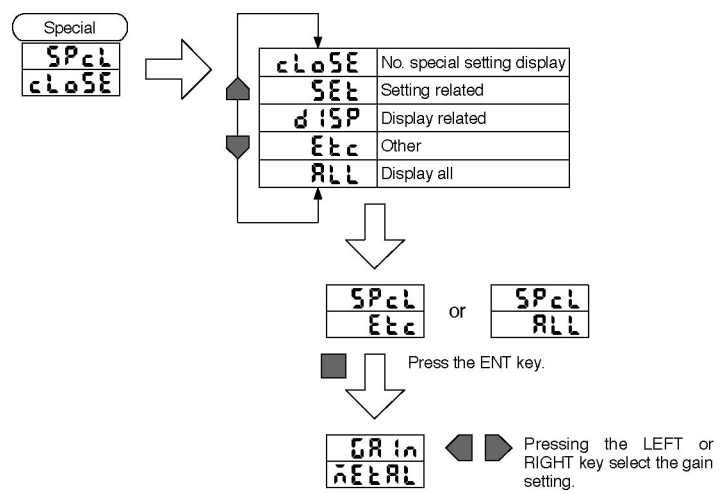 Special
SPcL
cLoSE
cLoSE No. special setting display
SEt Setting related
dISP Display related
Etc Other
ALL Display all
SPcL
Etc
or
SPcL
ALL
Press the ENT key.
GAIn
mEtAL
Pressing the LEFT or
RIGHT key select the gain
setting.